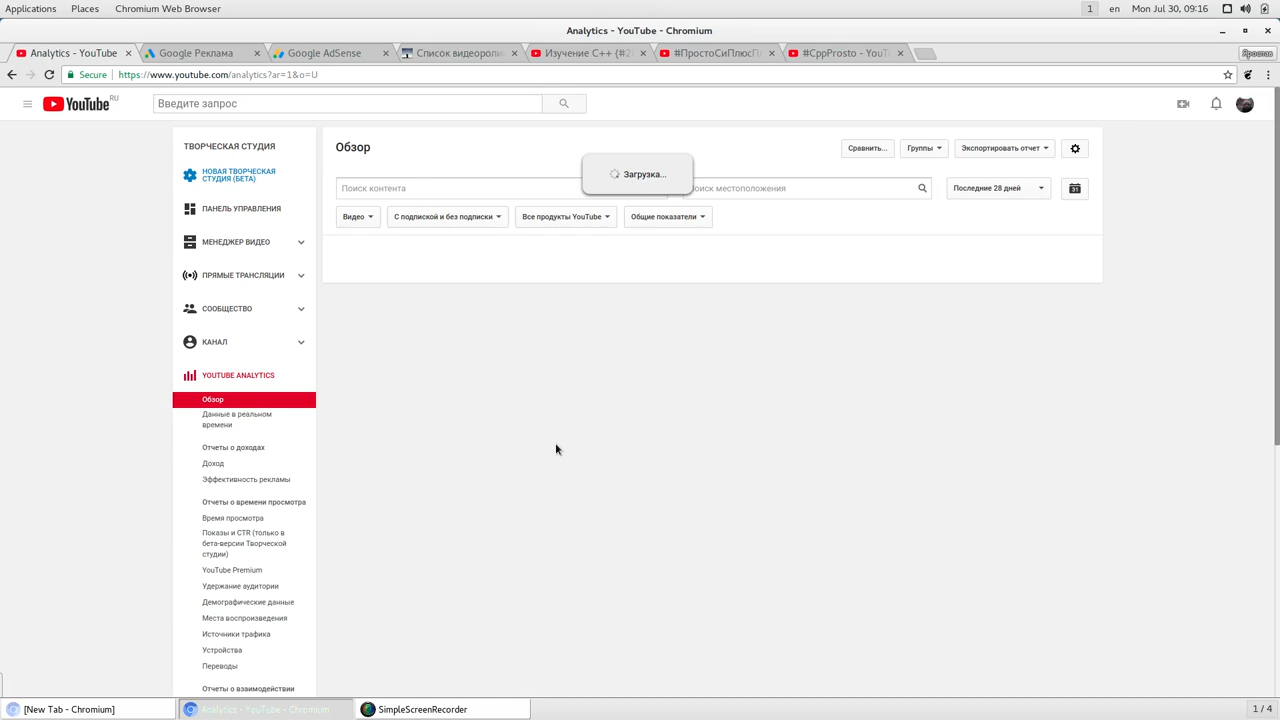 Applications Places Chromium Web Browser 1 en Mon Jul 30, 09:16
Analytics - YouTube - Chromium
Analytics - YouTube × Google Реклама × Google AdSense × Список видеороли × Изучение C++ (#2 × #ПростоСиПлюсП × #CppProsto - YouT × Ярослав
Secure https://www.youtube.com/analytics?ar=1&o=U
YouTube RU Введите запрос
ТВОРЧЕСКАЯ СТУДИЯ
НОВАЯ ТВОРЧЕСКАЯ
СТУДИЯ (БЕТА)
ПАНЕЛЬ УПРАВЛЕНИЯ
МЕНЕДЖЕР ВИДЕО
ПРЯМЫЕ ТРАНСЛЯЦИИ
СООБЩЕСТВО
КАНАЛ
YOUTUBE ANALYTICS
Обзор
Данные в реальном
времени
Отчеты о доходах
Доход
Эффективность рекламы
Отчеты о времени просмотра
Время просмотра
Показы и CTR (только в
бета-версии Творческой
студии)
YouTube Premium
Удержание аудитории
Демографические данные
Места воспроизведения
Источники трафика
Устройства
Переводы
Отчеты о взаимодействии
Обзор Сравнить... Группы Экспортировать отчет
Загрузка...
Поиск контента оиск местоположения Последние 28 дней 31
Видео С подпиской и без подписки Все продукты YouTube Общие показатели
[New Tab - Chromium] Analytics - YouTube - Chromium SimpleScreenRecorder 1 / 4